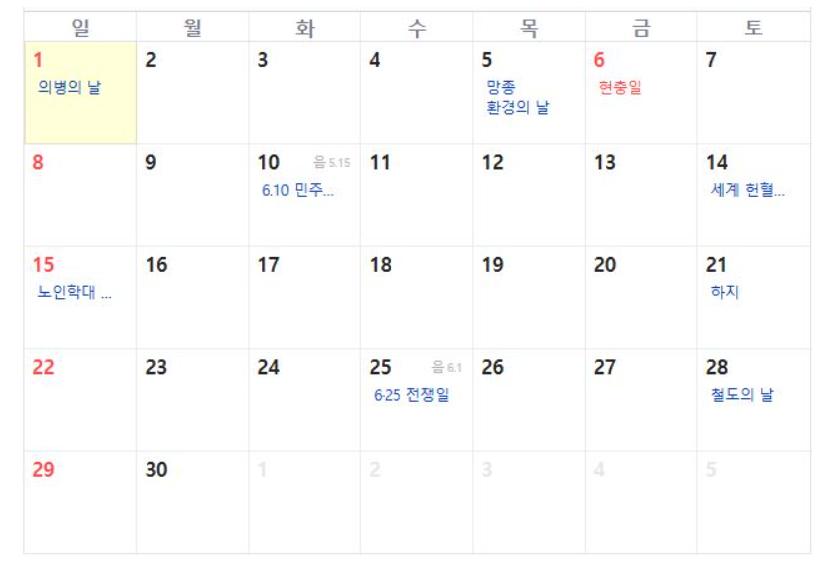 일 월 화 수 목 금 토
1 2 3 4 5 6 7
의병의 날 망종 현충일
환경의 날
8 9 10 음 5.15 11 12 13 14
6.10 민주... 세계 헌혈...
15 16 17 18 19 20 21
노인학대 ... 하지
22 23 24 25 음 6.1 26 27 28
6·25 전쟁일 철도의 날
29 30 1 2 3 4 5